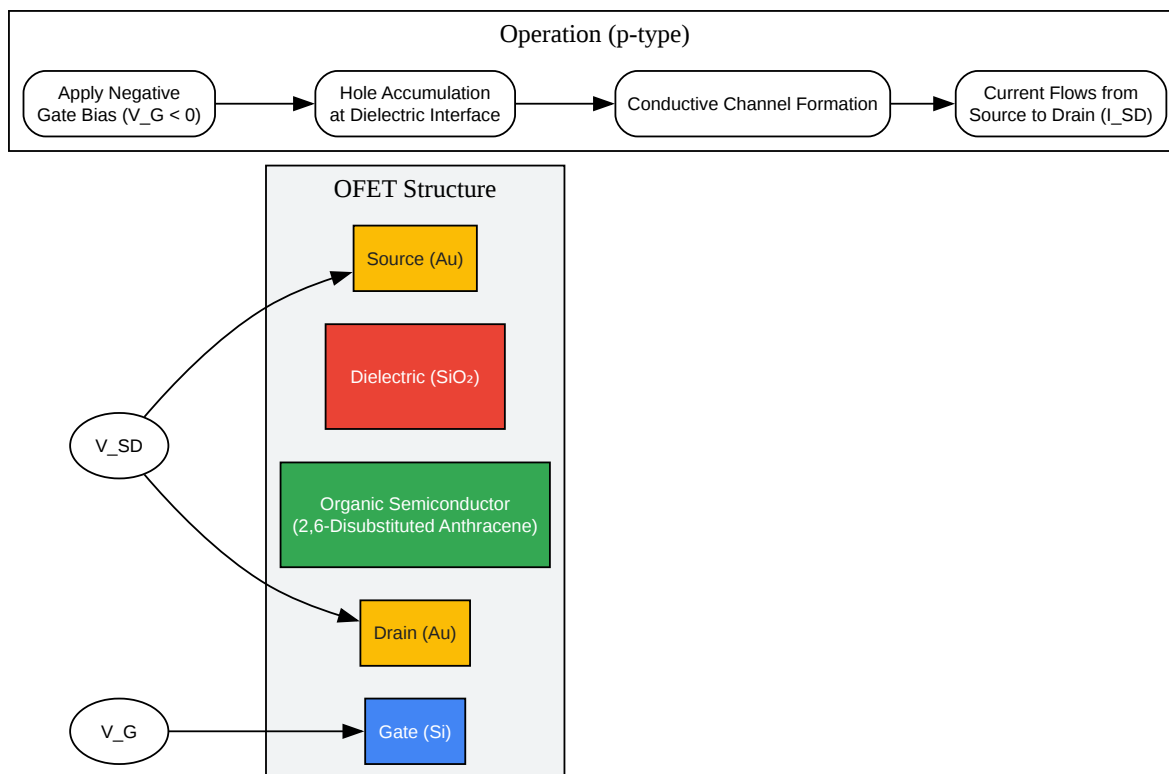 Operation (p-type)
Apply Negative
Gate Bias (V_G < 0)
Hole Accumulation
at Dielectric Interface
Conductive Channel Formation
Current Flows from
Source to Drain (I_SD)
OFET Structure
Source (Au)
Dielectric (SiO₂)
V_SD
Organic Semiconductor
(2,6-Disubstituted Anthracene)
Drain (Au)
V_G
Gate (Si)